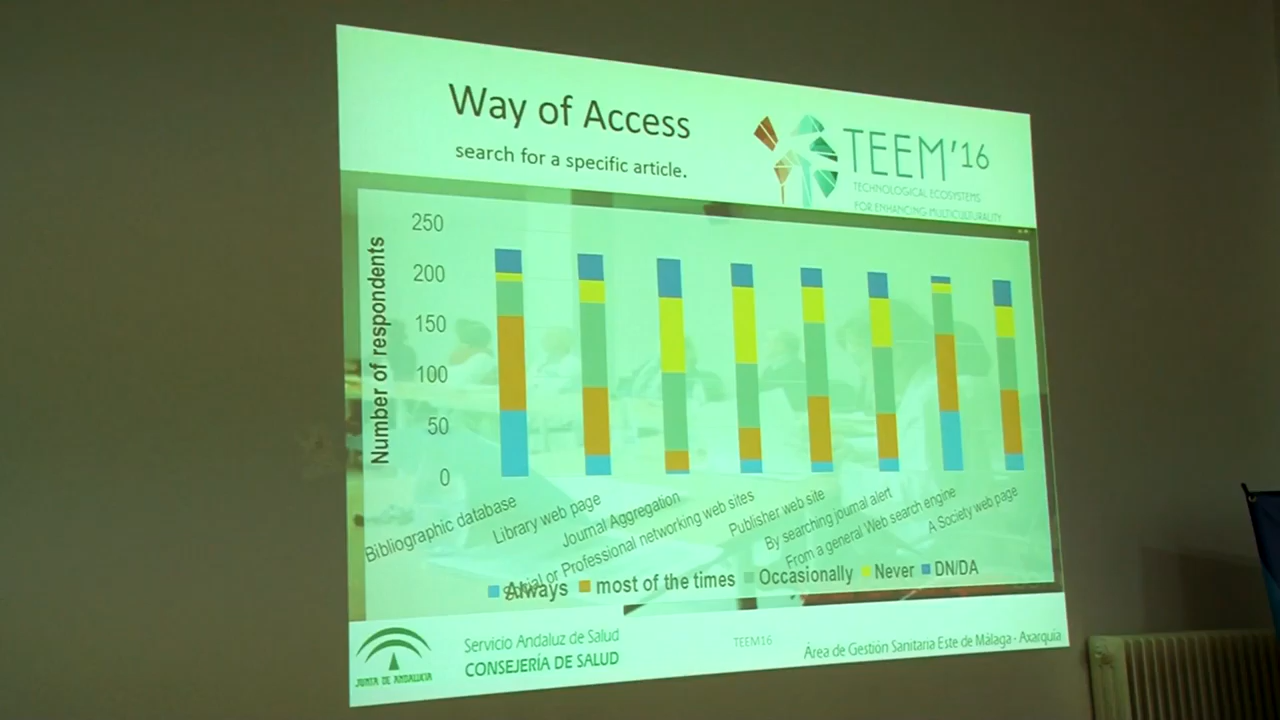 Way of Access
search for a specific article.
TEEM'16
TECHNOLOGICAL ECOSYSTEMS
FOR ENHANCING MULTICULTURALITY
Number of respondents
250
200
150
100
50
0
Bibliographic database
Library web page
Journal Aggregation
Social or Professional networking web sites
Publisher web site
By searching journal alert
From a general Web search engine
A Society web page
Always most of the times Occasionally Never DN/DA
JUNTA DE ANDALUCIA
Servicio Andaluz de Salud
CONSEJERÍA DE SALUD
TEEM16
Área de Gestión Sanitaria Este de Málaga - Axarquía